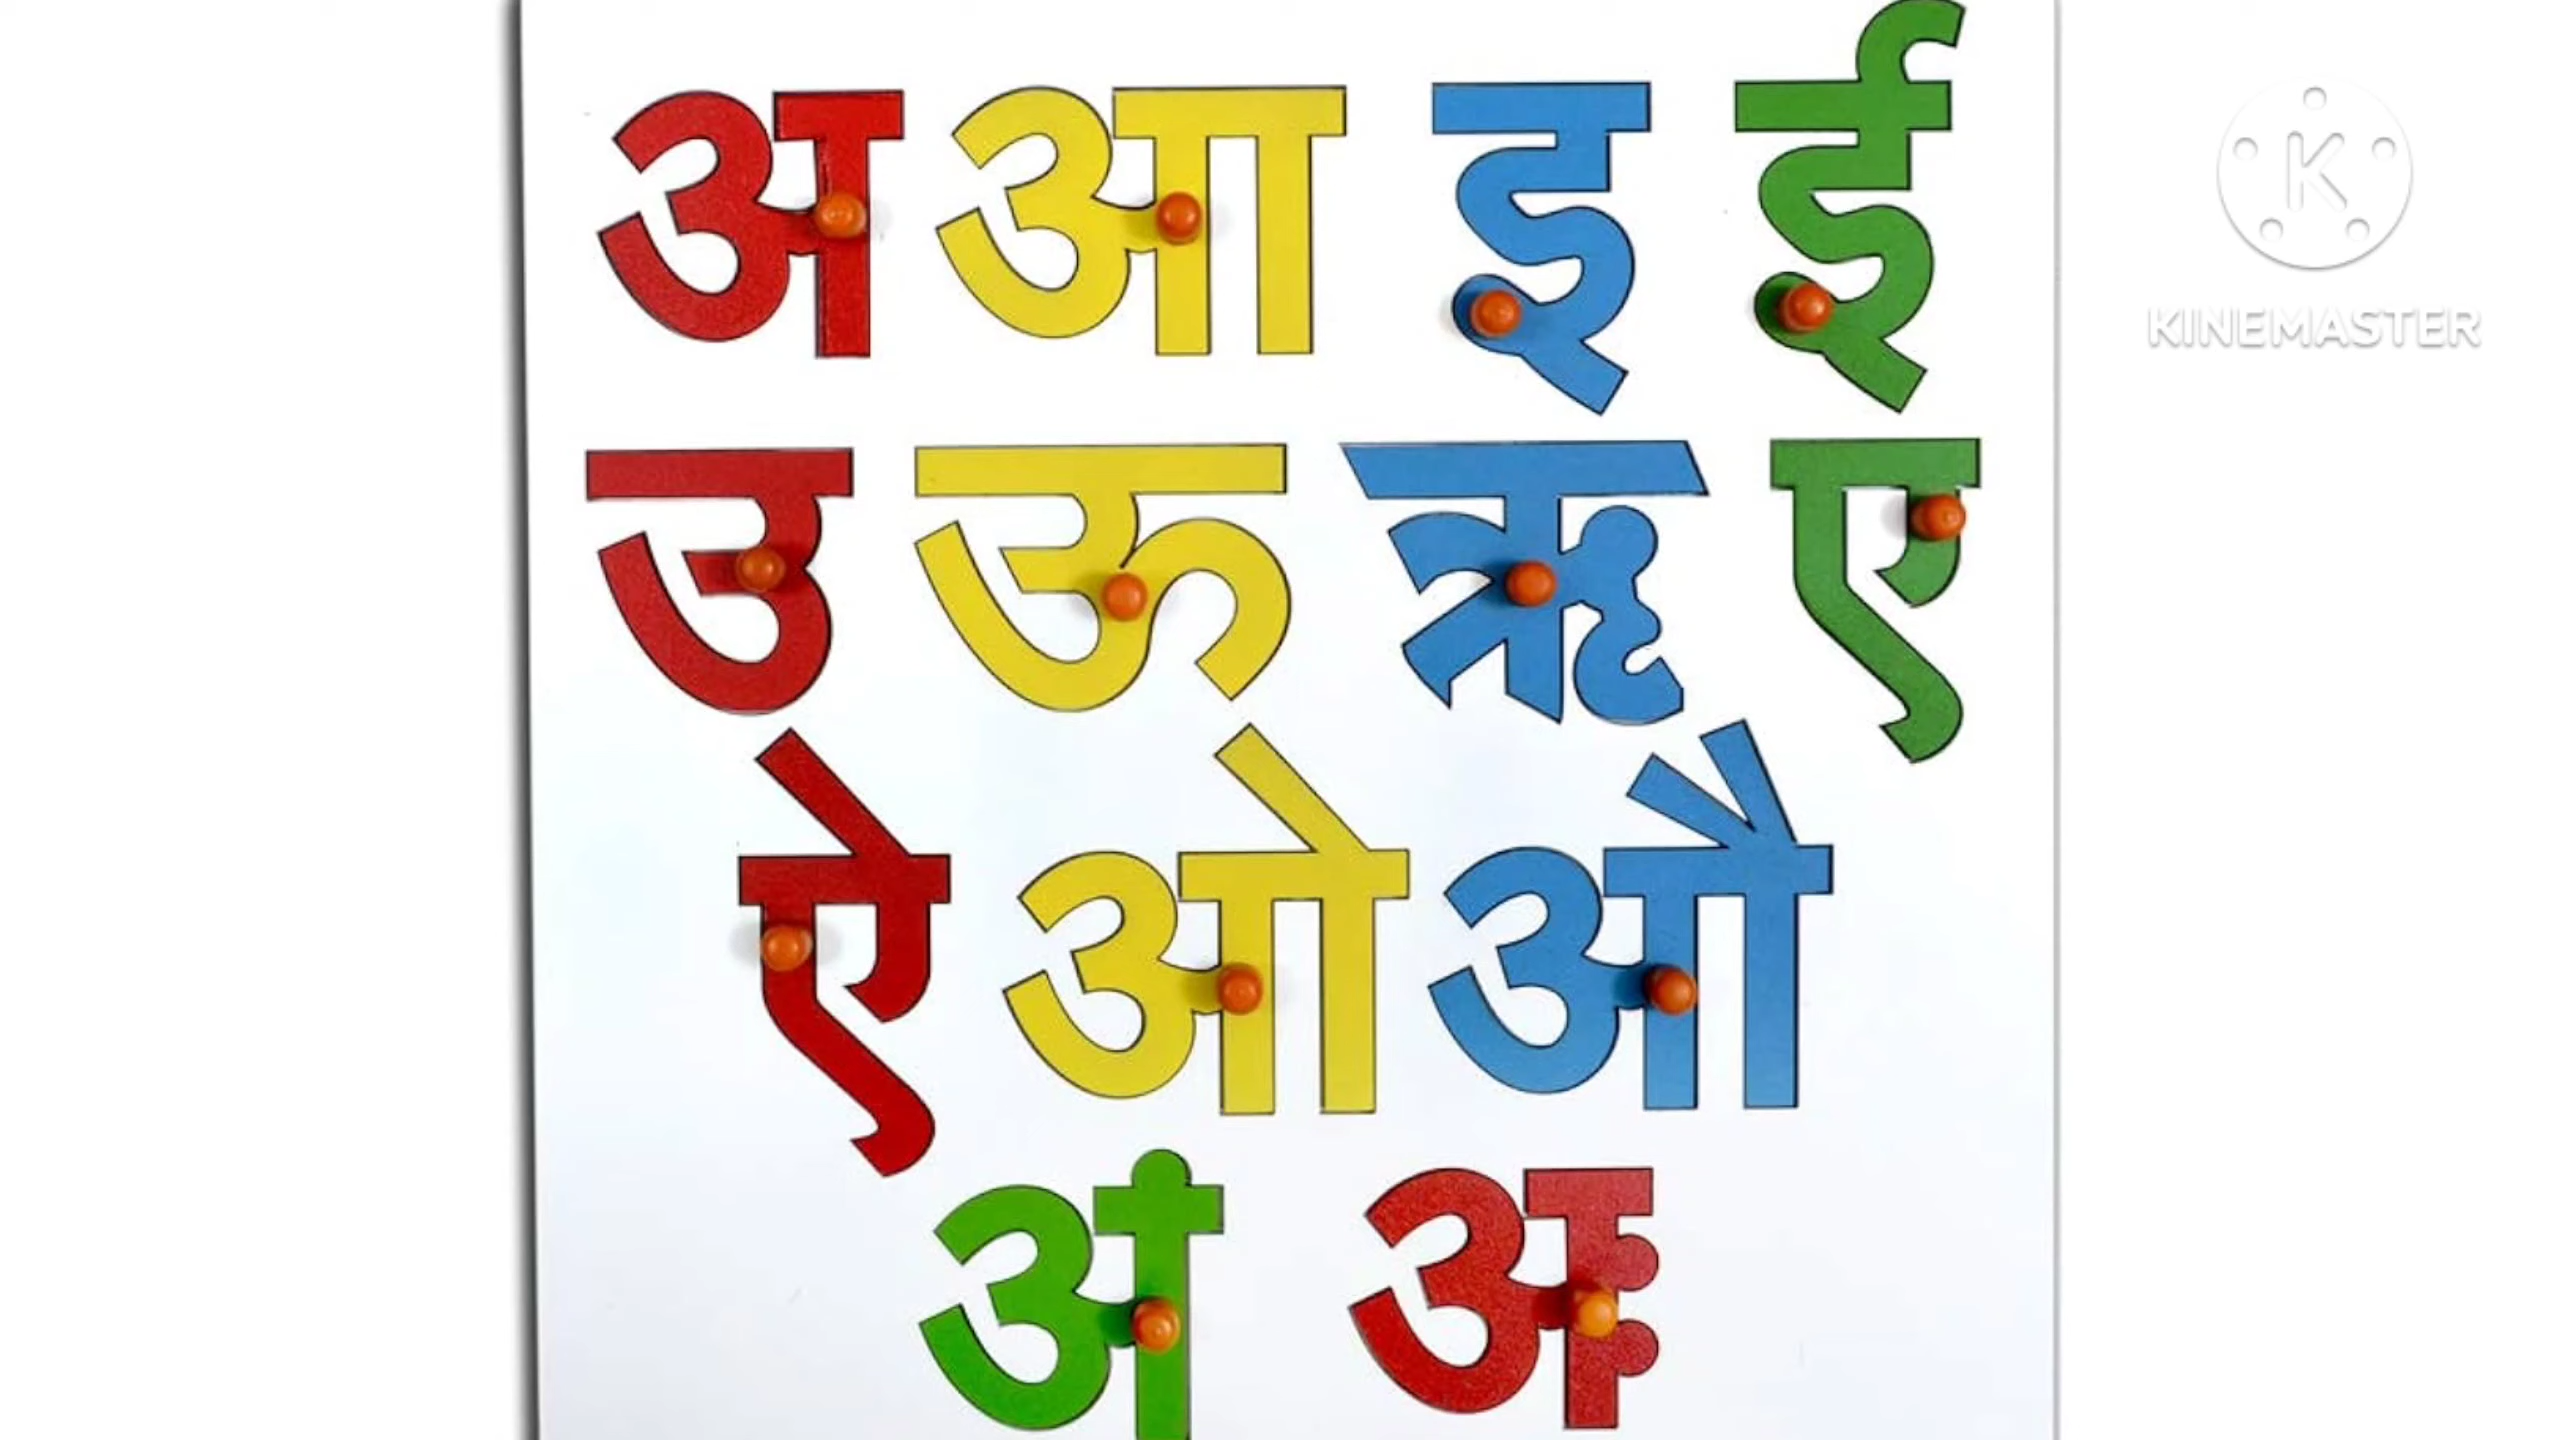 अ आ इ ई
उ ऊ ऋ ए
ऐ ओ औ
अं अः
K
KINEMASTER